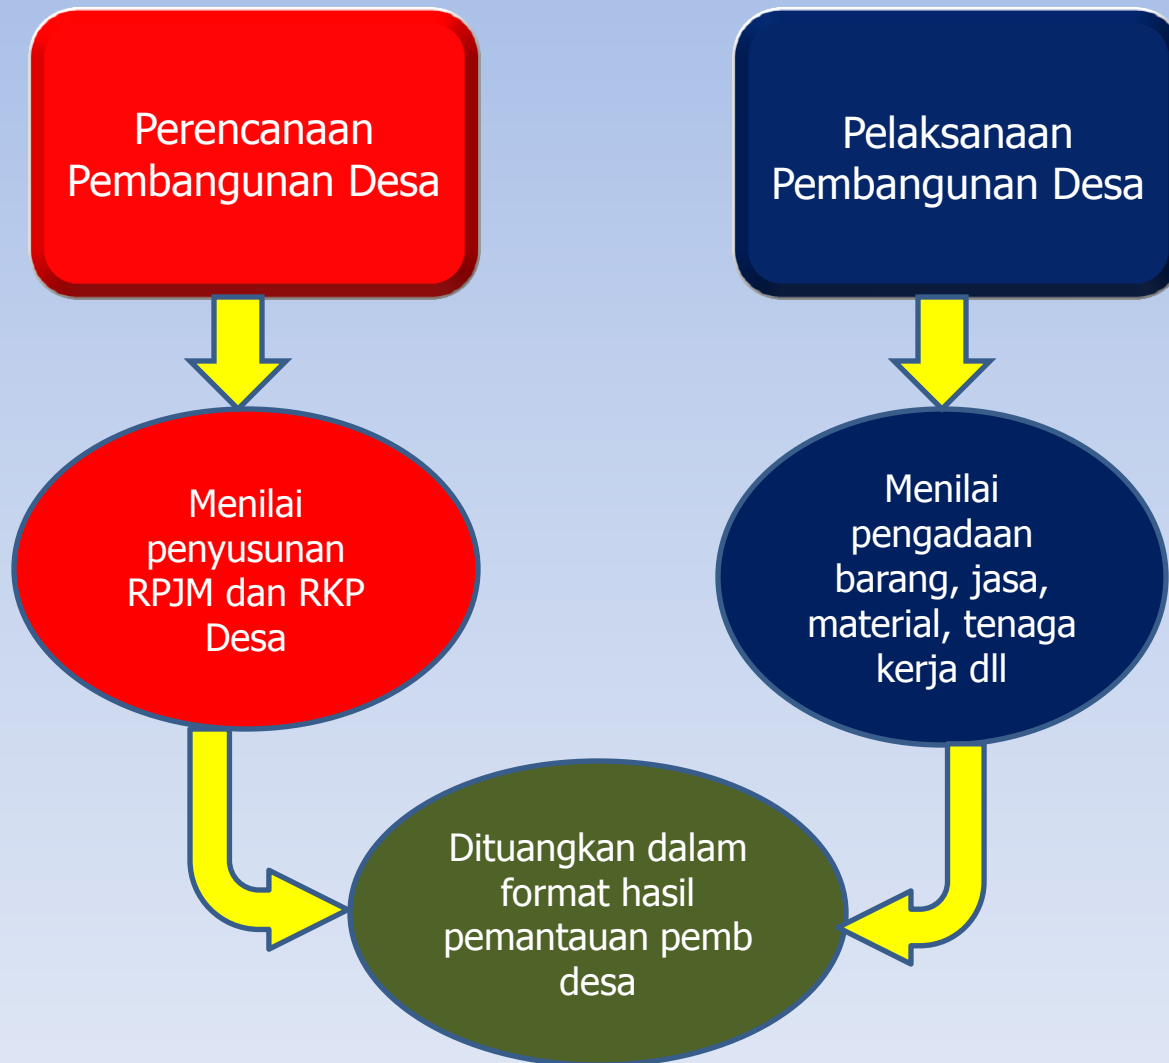 Perencanaan
Pembangunan Desa
Pelaksanaan
Pembangunan Desa
Menilai
penyusunan
RPJM dan RKP
Desa
Menilai
pengadaan
barang, jasa,
material, tenaga
kerja dll
Dituangkan dalam
format hasil
pemantauan pemb
desa